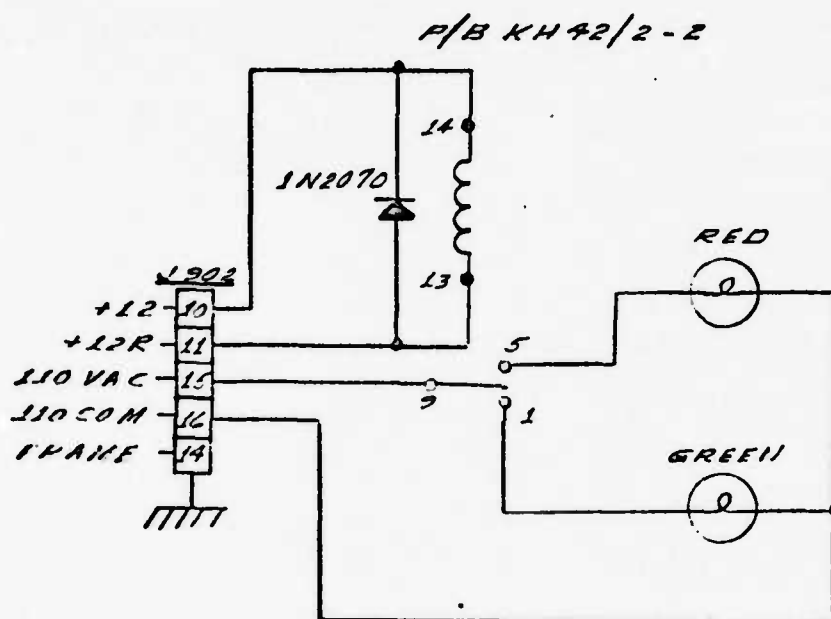 P/B KH42/2-2
14
1N2070
13
RED
J902
+12 10
+12R 11
110 VAC 15
110 COM 16
FRAME 14
5
9
1
GREEN